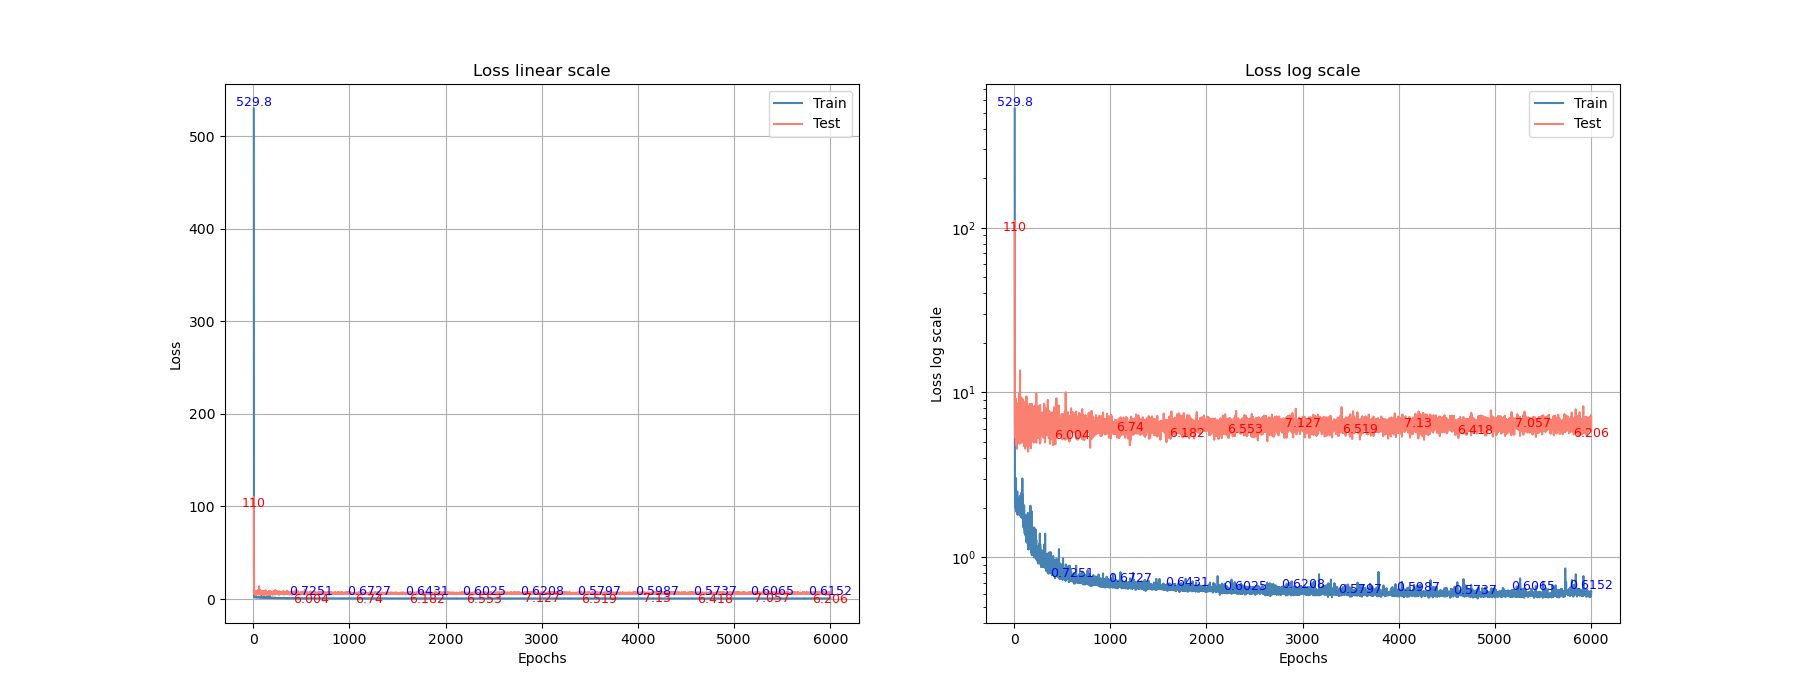 Loss linear scale
529.8
Train
Test
500
400
300
200
100
0
Loss
110
0.7251 0.6727 0.6431 0.6025 0.6208 0.5797 0.5987 0.5737 0.6065 0.6152
6.004 6.74 6.182 6.553 7.127 6.519 7.13 6.418 7.057 6.206
0 1000 2000 3000 4000 5000 6000
Epochs
Loss log scale
529.8
Train
Test
10²
10¹
10⁰
Loss log scale
110
6.004 6.74 6.182 6.553 7.127 6.519 7.13 6.418 7.057 6.206
0.7251 0.6727 0.6431 0.6025 0.6208 0.5797 0.5987 0.5737 0.6065 0.6152
0 1000 2000 3000 4000 5000 6000
Epochs